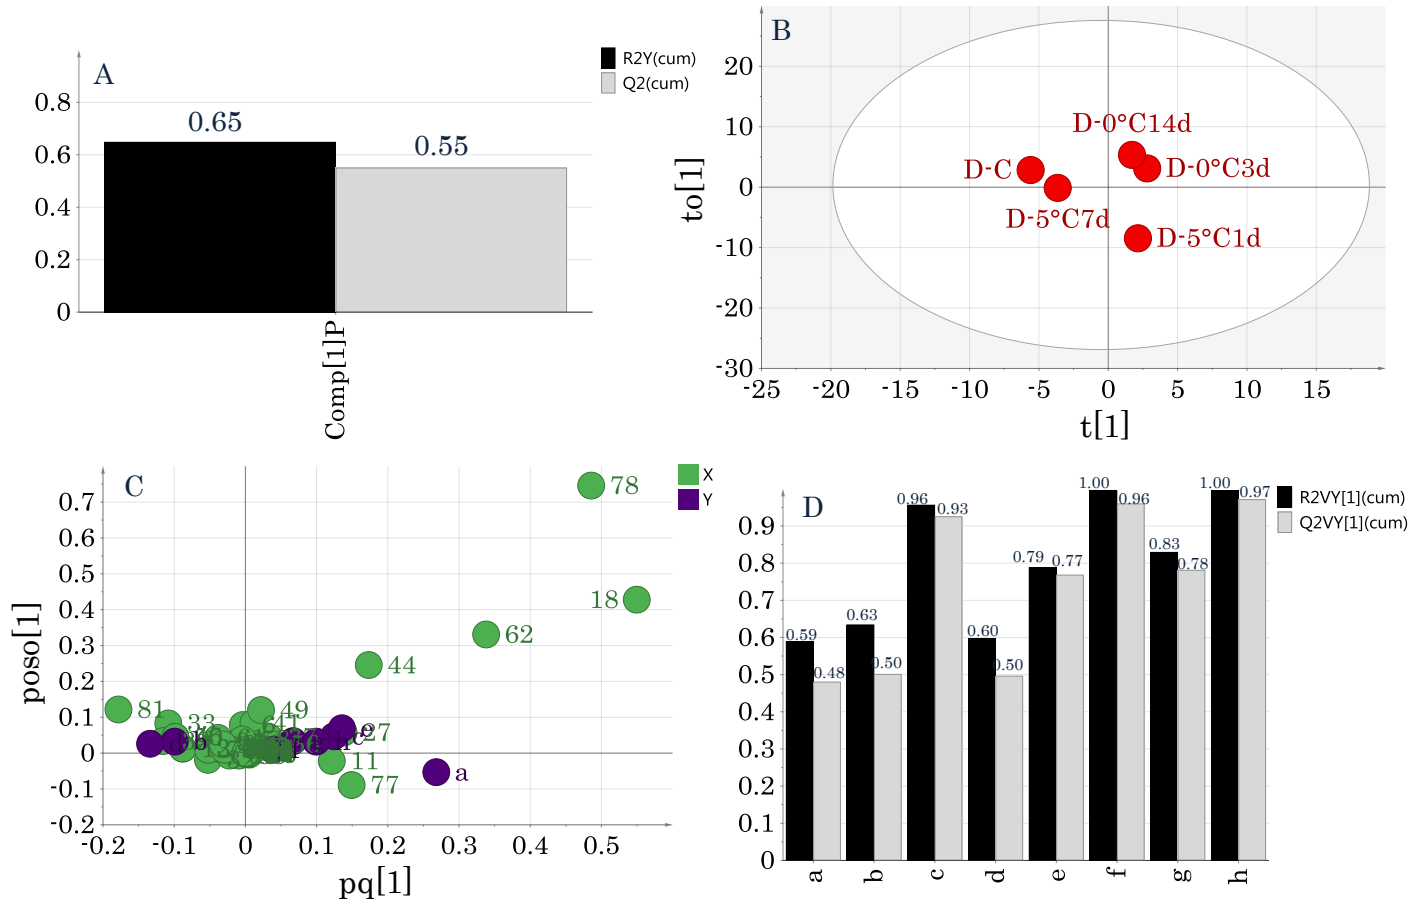 A
R2Y(cum)
Q2(cum)
0.65
0.55
0.8
0.6
0.4
0.2
0
Comp[1]P
B
20
10
0
-10
-20
-30
to[1]
D-0°C14d
D-C
D-0°C3d
D-5°C7d
D-5°C1d
-25 -20 -15 -10 -5 0 5 10 15
t[1]
C
X
Y
0.7
0.6
0.5
0.4
0.3
0.2
0.1
0
-0.1
-0.2
poso[1]
78
18
62
44
81
33
49
27
11
77
a
b
e
c
h
-0.2 -0.1 0 0.1 0.2 0.3 0.4 0.5
pq[1]
D
R2VY[1](cum)
Q2VY[1](cum)
0.9
0.8
0.7
0.6
0.5
0.4
0.3
0.2
0.1
0
0.59 0.48 0.63 0.50 0.96 0.93 0.60 0.50 0.79 0.77 1.00 0.96 0.83 0.78 1.00 0.97
a b c d e f g h